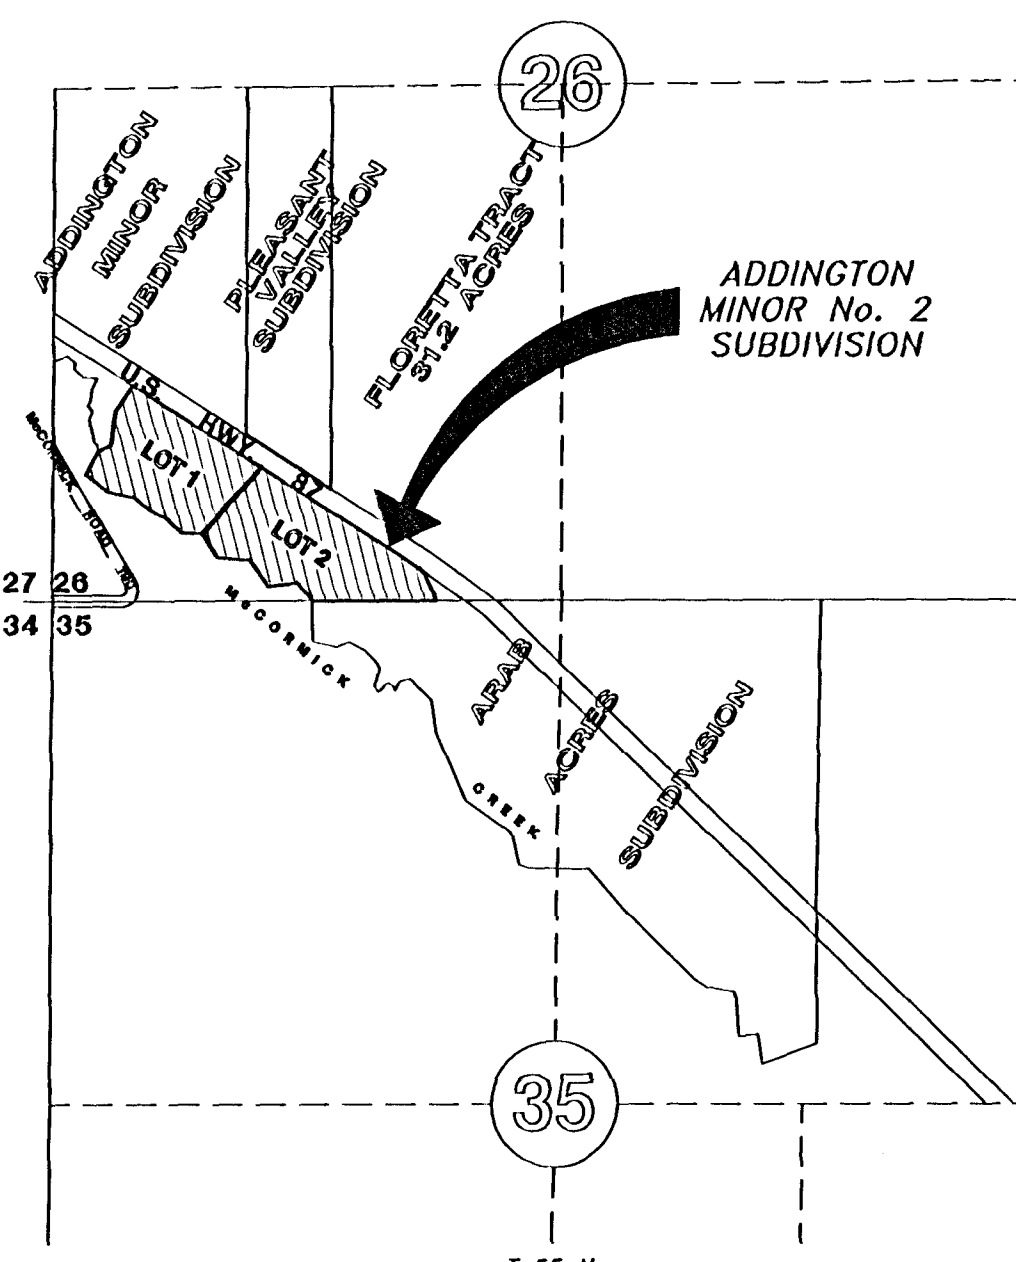 26
ADDINGTON
MINOR
SUBDIVISION
PLEASANT
VALLEY
SUBDIVISION
FLORETTA TRACT
31.2 ACRES
ADDINGTON
MINOR No. 2
SUBDIVISION
U.S. HWY. 87
LOT 1
LOT 2
McCORMICK ROAD
27 26
34 35
McCORMICK
CREEK
ARAB
ACRES
SUBDIVISION
35